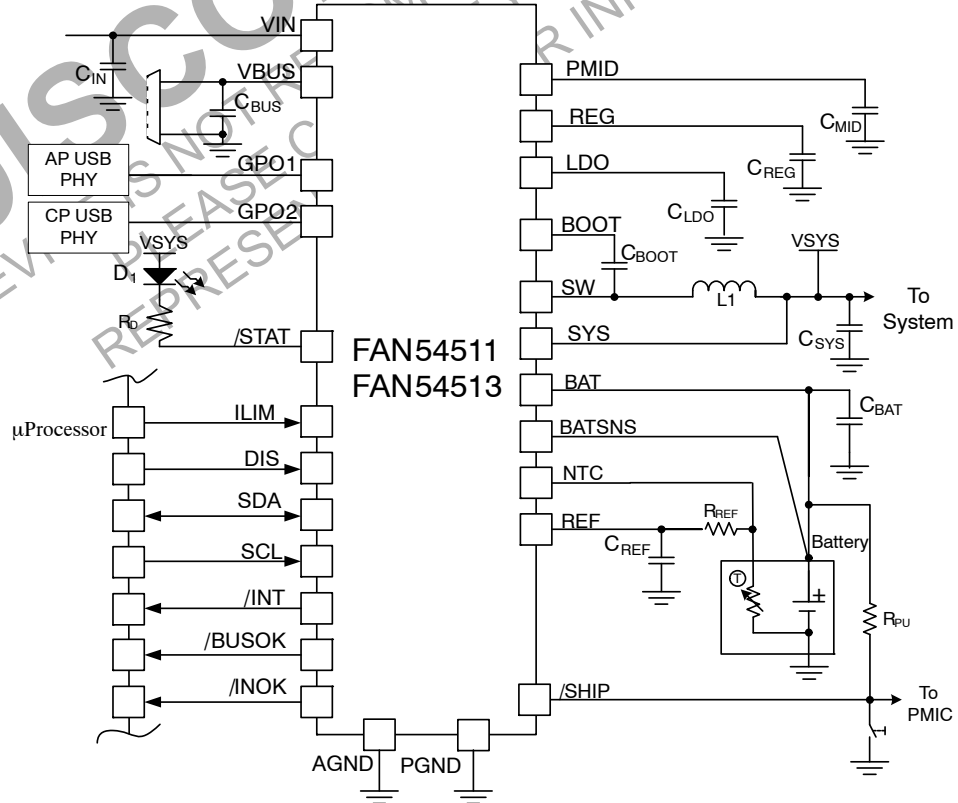 VIN
C_IN
VBUS
C_BUS
AP USB
PHY
GPO1
CP USB
PHY
GPO2
VSYS
D1
RD
/STAT
FAN54511
FAN54513
μProcessor
ILIM
DIS
SDA
SCL
/INT
/BUSOK
/INOK
AGND
PGND
PMID
CMID
REG
CREG
LDO
CLDO
BOOT
CBOOT
VSYS
SW
L1
To
System
SYS
CSYS
BAT
CBAT
BATSNS
NTC
RREF
REF
CREF
Battery
T
+
RPU
/SHIP
To
PMIC